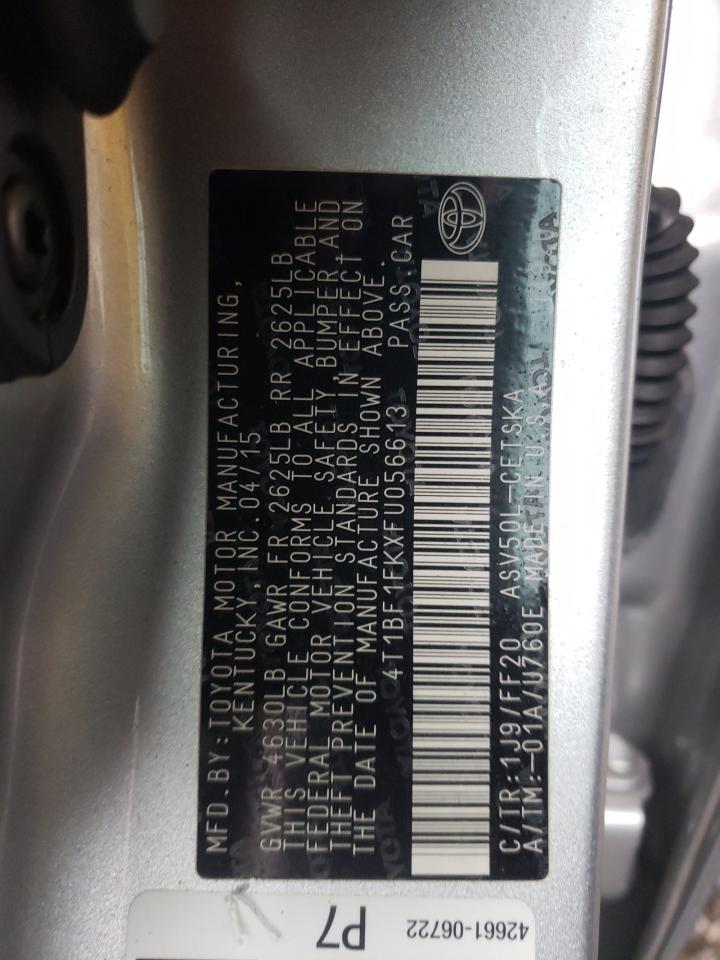 MFD.BY:TOYOTA MOTOR MANUFACTURING,
KENTUCKY,INC.04/15
GVWR 4630LB GAWR FR 2625LB RR 2625LB
THIS VEHICLE CONFORMS TO ALL APPLICABLE
FEDERAL MOTOR VEHICLE SAFETY,BUMPER,AND
THEFT PREVENTION STANDARDS IN EFFECT ON
THE DATE OF MANUFACTURE SHOWN ABOVE.
4T1BF1FKXFU056613 PASS.CAR
C/TR:1J9/FF20 ASV50L-CETSKA
A/TM:-01A/U760E MADE IN U.S.A.
P7
42661-06722